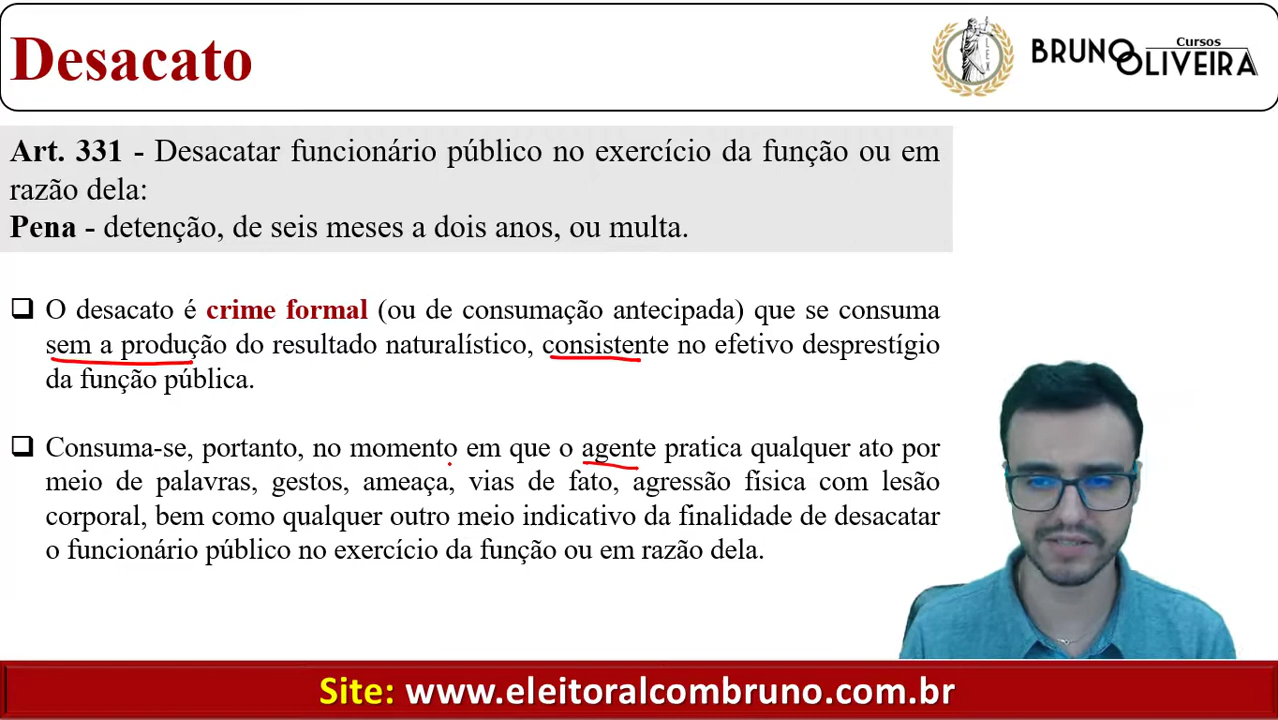 Desacato
LEX
Cursos
BRUNO
OLIVEIRA
Art. 331 - Desacatar funcionário público no exercício da função ou em
razão dela:
Pena - detenção, de seis meses a dois anos, ou multa.
O desacato é crime formal (ou de consumação antecipada) que se consuma
sem a produção do resultado naturalístico, consistente no efetivo desprestígio
da função pública.
Consuma-se, portanto, no momento em que o agente pratica qualquer ato por
meio de palavras, gestos, ameaça, vias de fato, agressão física com lesão
corporal, bem como qualquer outro meio indicativo da finalidade de desacatar
o funcionário público no exercício da função ou em razão dela.
Site: www.eleitoralcombruno.com.br